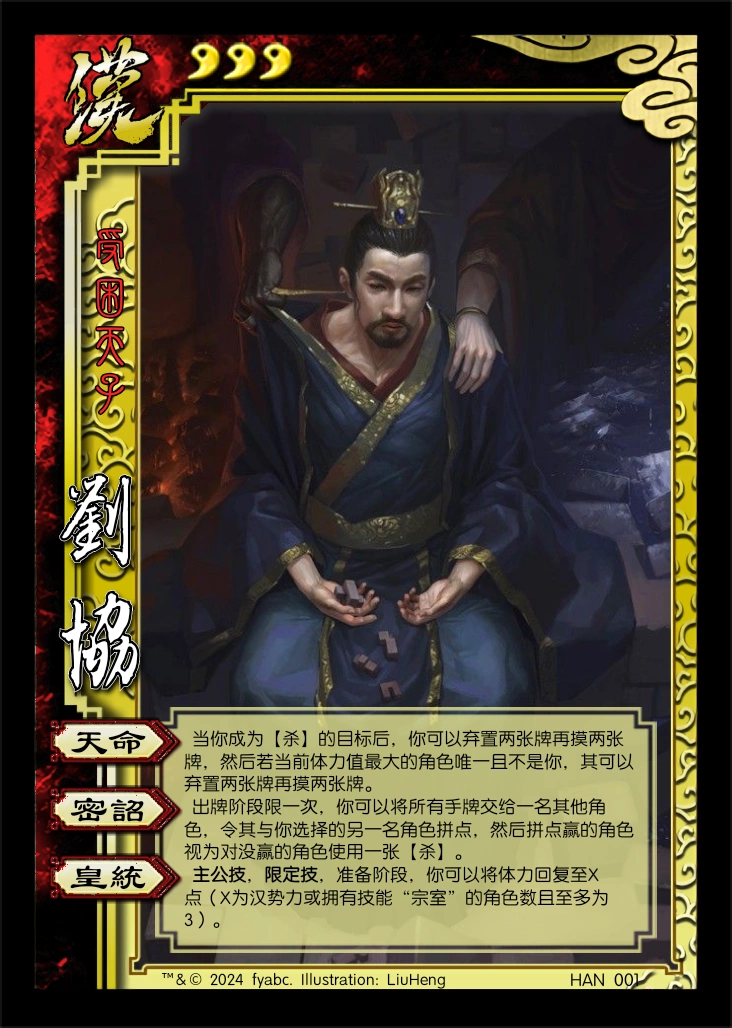 漢
受困天子
劉協
天命
当你成为【杀】的目标后，你可以弃置两张牌再摸两张
牌，然后若当前体力值最大的角色唯一且不是你，其可以
弃置两张牌再摸两张牌。
密詔
出牌阶段限一次，你可以将所有手牌交给一名其他角
色，令其与你选择的另一名角色拼点，然后拼点赢的角色
视为对没赢的角色使用一张【杀】。
皇統
主公技，限定技，准备阶段，你可以将体力回复至X
点（X为汉势力或拥有技能“宗室”的角色数且至多为
3）。
™&© 2024 fyabc. Illustration: LiuHeng
HAN 001